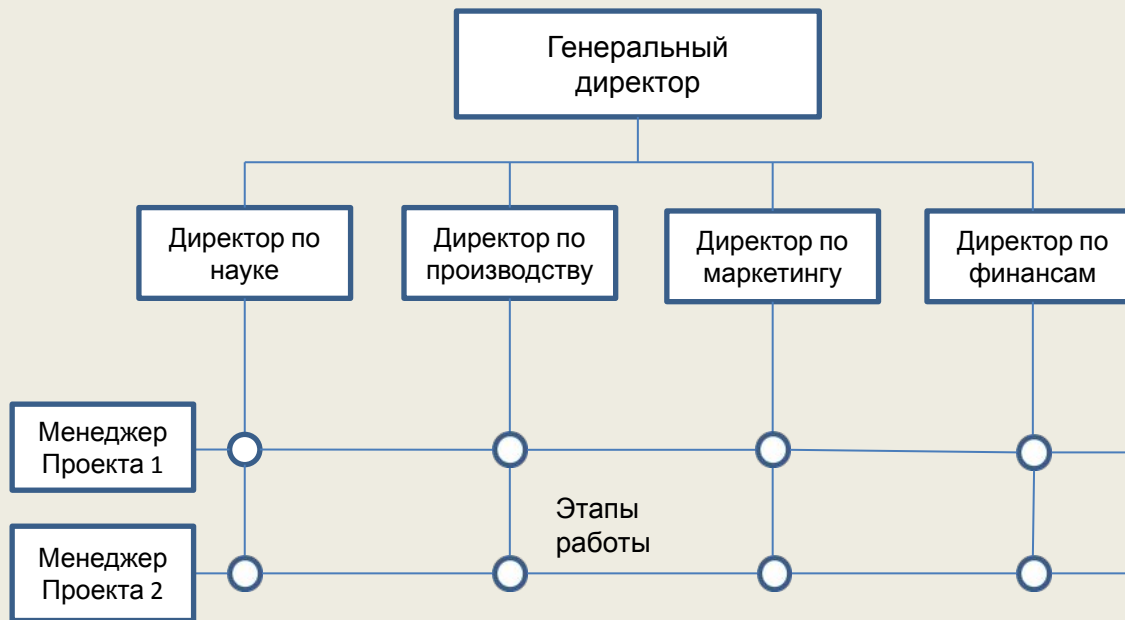 Генеральный
директор
Директор по
науке
Директор по
производству
Директор по
маркетингу
Директор по
финансам
Менеджер
Проекта 1
Этапы
работы
Менеджер
Проекта 2